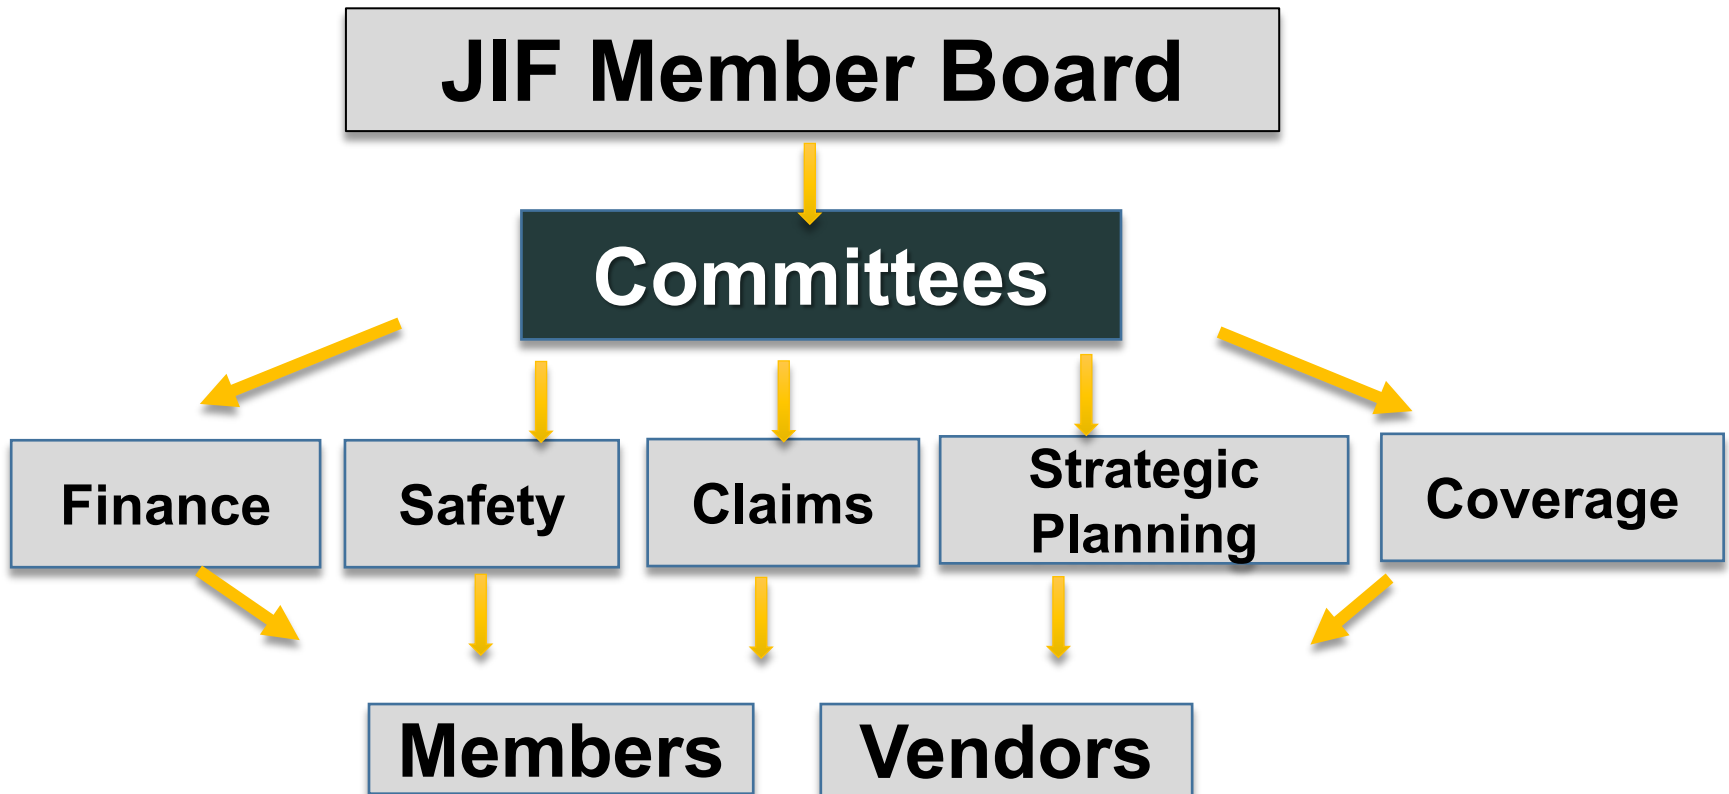 JIF Member Board
Committees
Finance
Safety
Claims
Strategic
Planning
Coverage
Members
Vendors